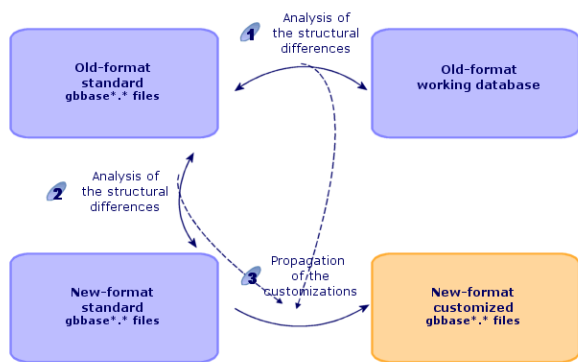 1
Analysis of
the structural
differences
Old-format
standard
gbbase*.* files
Old-format
working database
2
Analysis of
the structural
differences
3
Propagation
of the
customizations
New-format
standard
gbbase*.* files
New-format
customized
gbbase*.* files